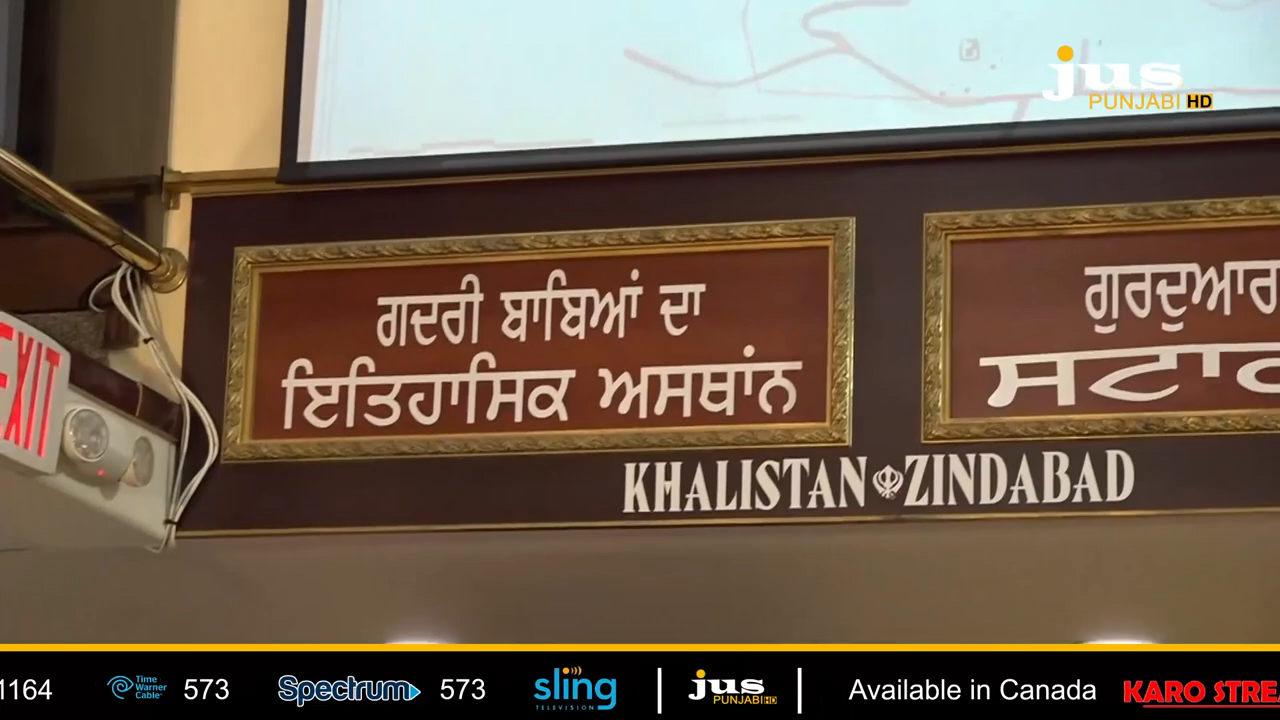 jus
PUNJABI HD
ਗਦਰੀ ਬਾਬਿਆਂ ਦਾ
ਇਤਿਹਾਸਿਕ ਅਸਥਾਂਨ
KHALISTAN ZINDABAD
EXIT
1164 Time Warner Cable 573 Spectrum 573 sling TELEVISION jus PUNJABI HD Available in Canada KARO